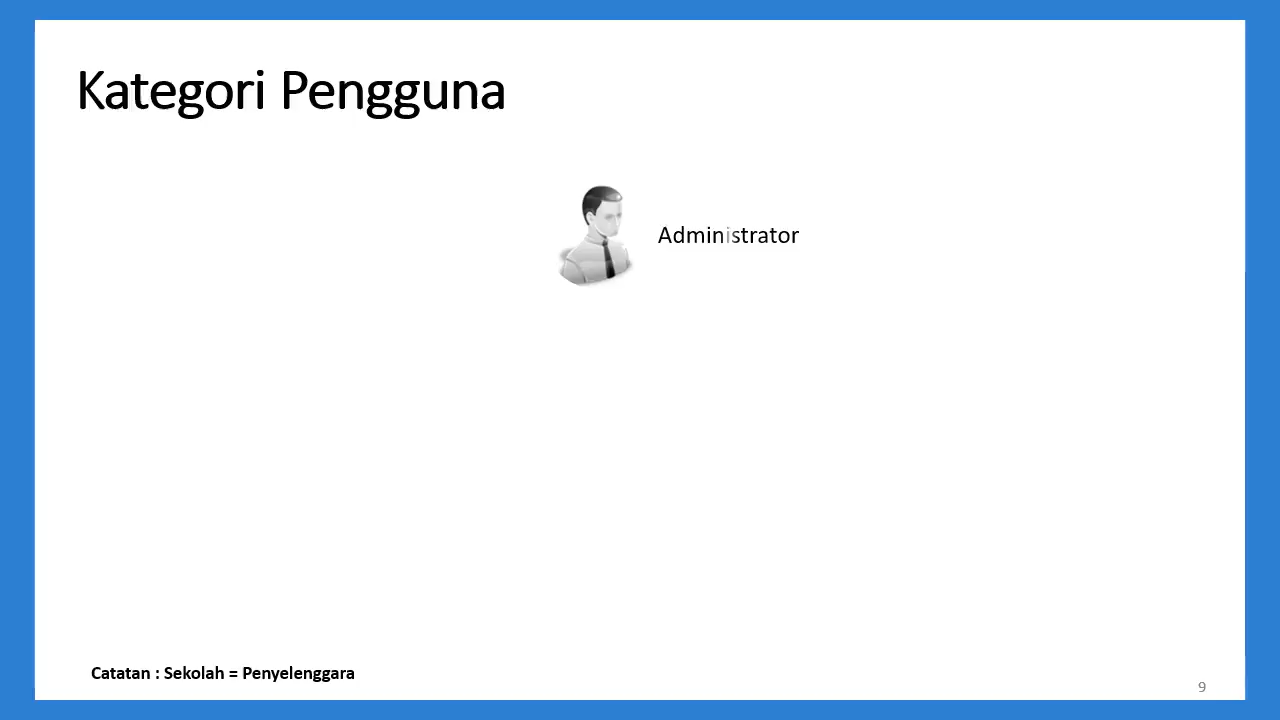 Kategori Pengguna
Administrator
Catatan : Sekolah = Penyelenggara
9